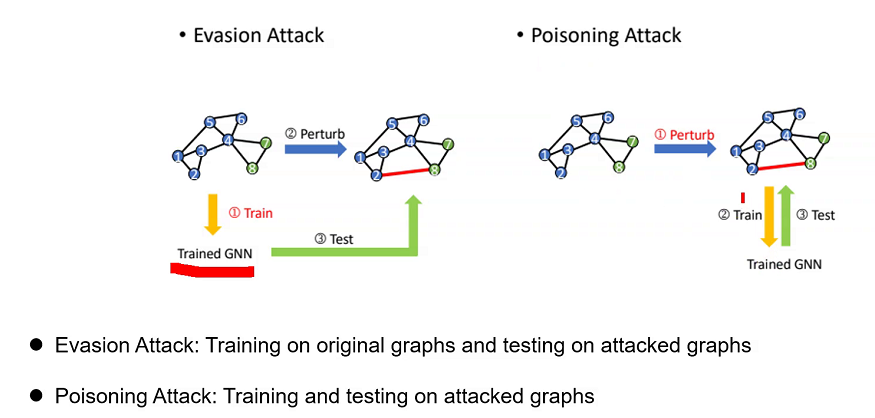 • Evasion Attack
• Poisoning Attack
5 6 4 7 1 3 2 8
② Perturb
5 6 4 7 1 3 2 8
5 6 4 7 1 3 2 8
① Perturb
5 6 4 7 1 3 2 8
① Train
Trained GNN
③ Test
② Train
③ Test
Trained GNN
● Evasion Attack: Training on original graphs and testing on attacked graphs
● Poisoning Attack: Training and testing on attacked graphs